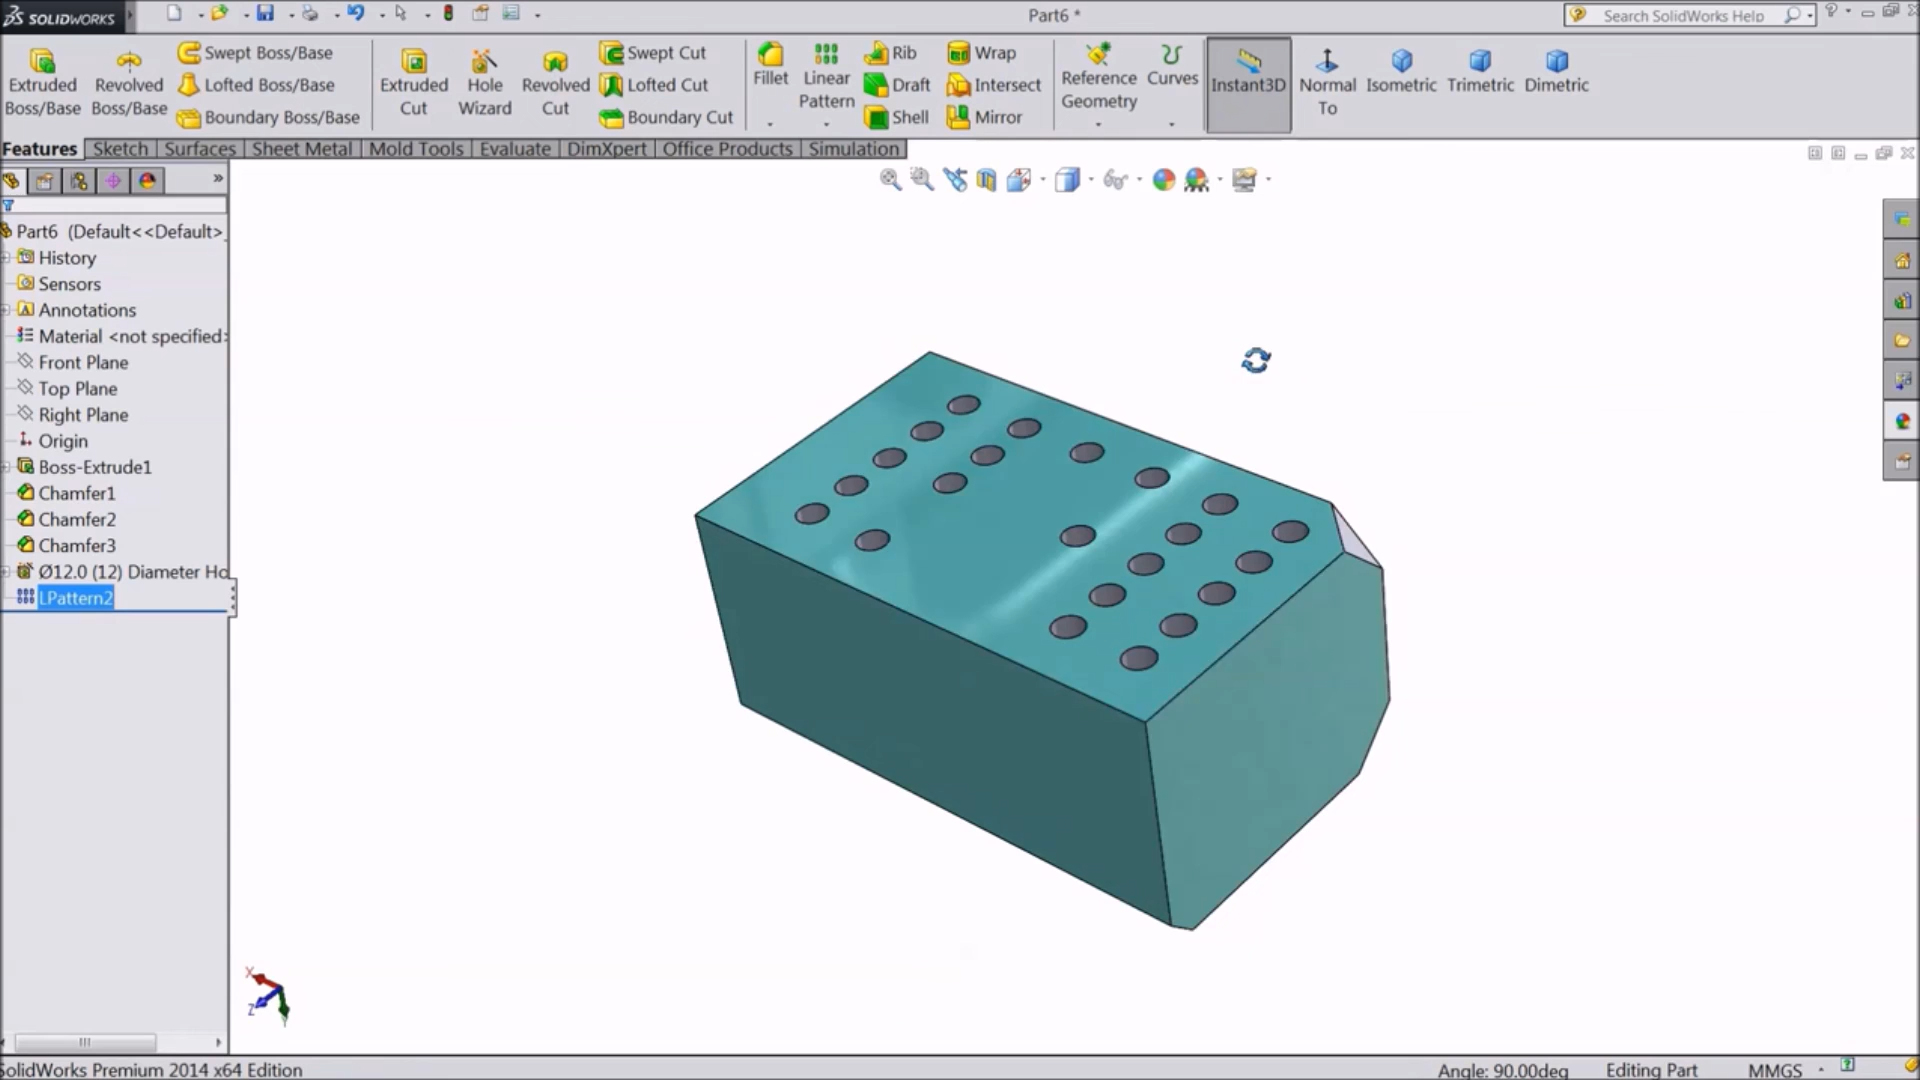 SOLIDWORKS
Part6 *
Search SolidWorks Help
Extruded Boss/Base
Revolved Boss/Base
Swept Boss/Base
Lofted Boss/Base
Boundary Boss/Base
Extruded Cut
Hole Wizard
Revolved Cut
Swept Cut
Lofted Cut
Boundary Cut
Fillet
Linear Pattern
Rib
Draft
Shell
Wrap
Intersect
Mirror
Reference Geometry
Curves
Instant3D
Normal To
Isometric
Trimetric
Dimetric
Features
Sketch
Surfaces
Sheet Metal
Mold Tools
Evaluate
DimXpert
Office Products
Simulation
Part6 (Default<<Default>_
History
Sensors
Annotations
Material <not specified>
Front Plane
Top Plane
Right Plane
Origin
Boss-Extrude1
Chamfer1
Chamfer2
Chamfer3
Ø12.0 (12) Diameter Ho
LPattern2
X
Z
Y
SolidWorks Premium 2014 x64 Edition
Angle: 90.00deg
Editing Part
MMGS